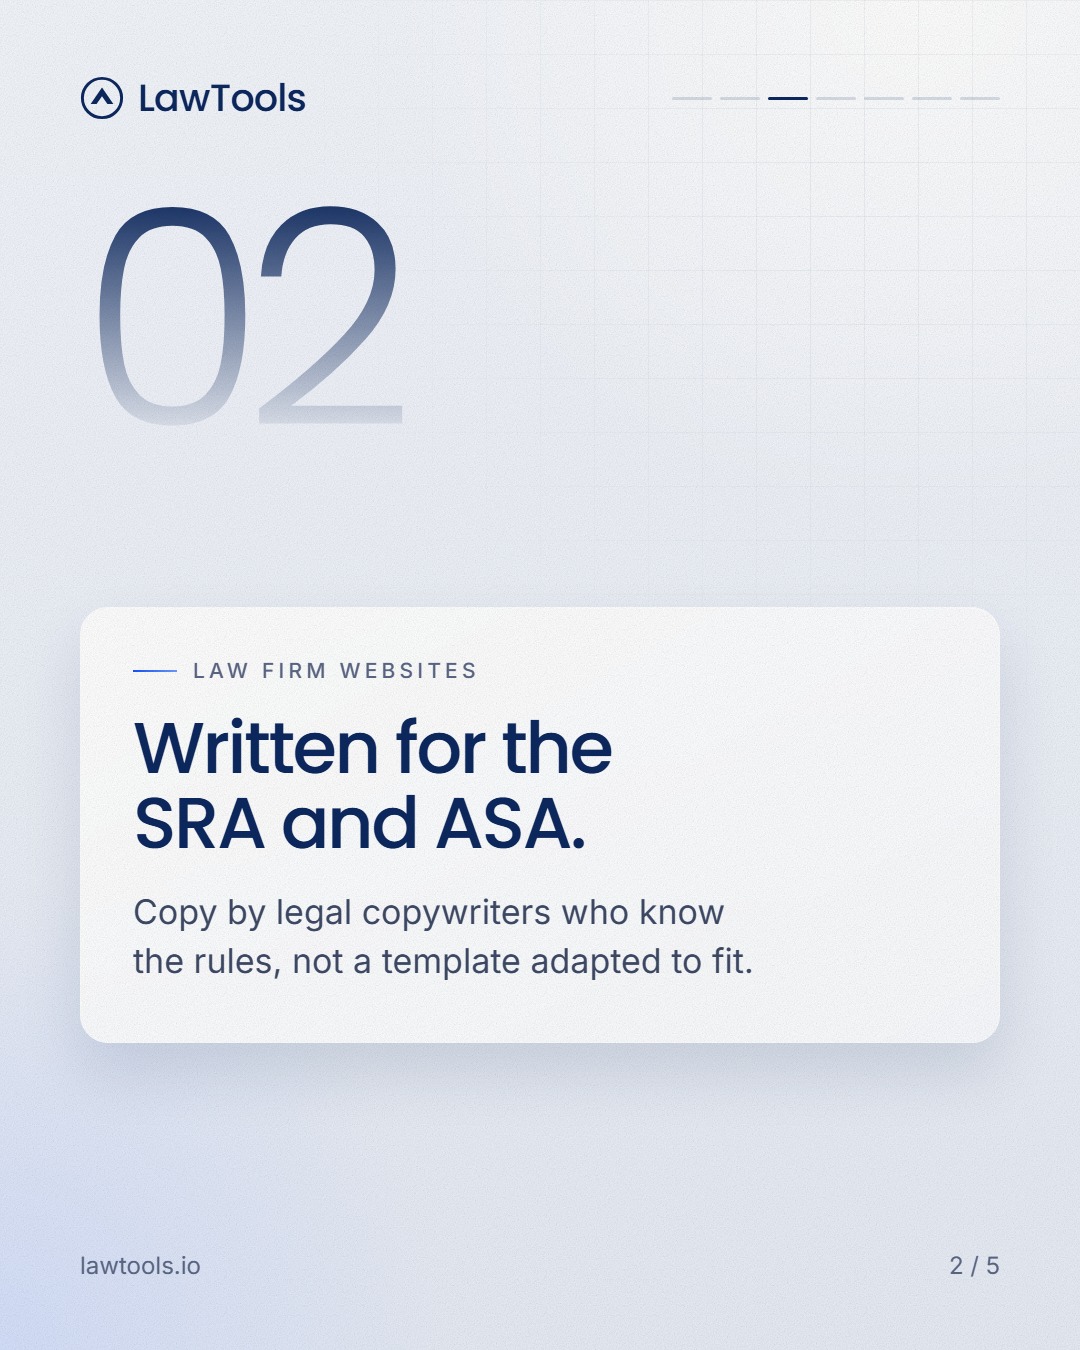 LawTools
02
LAW FIRM WEBSITES
Written for the
SRA and ASA.
Copy by legal copywriters who know
the rules, not a template adapted to fit.
lawtools.io
2 / 5